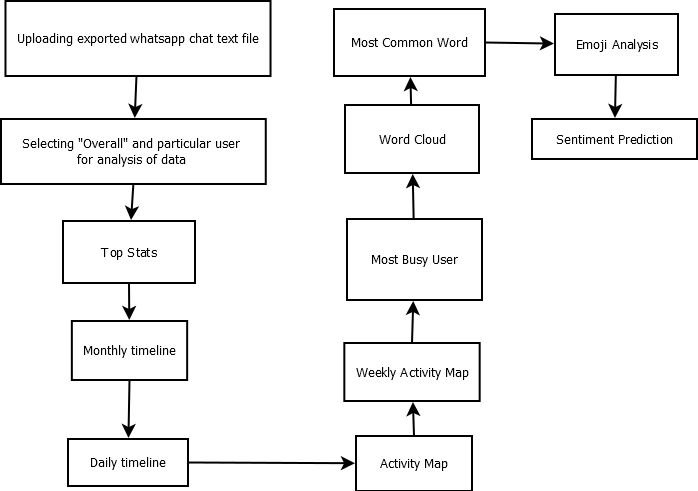 Uploading exported whatsapp chat text file
Selecting "Overall" and particular user
for analysis of data
Top Stats
Monthly timeline
Daily timeline
Activity Map
Weekly Activity Map
Most Busy User
Word Cloud
Most Common Word
Emoji Analysis
Sentiment Prediction